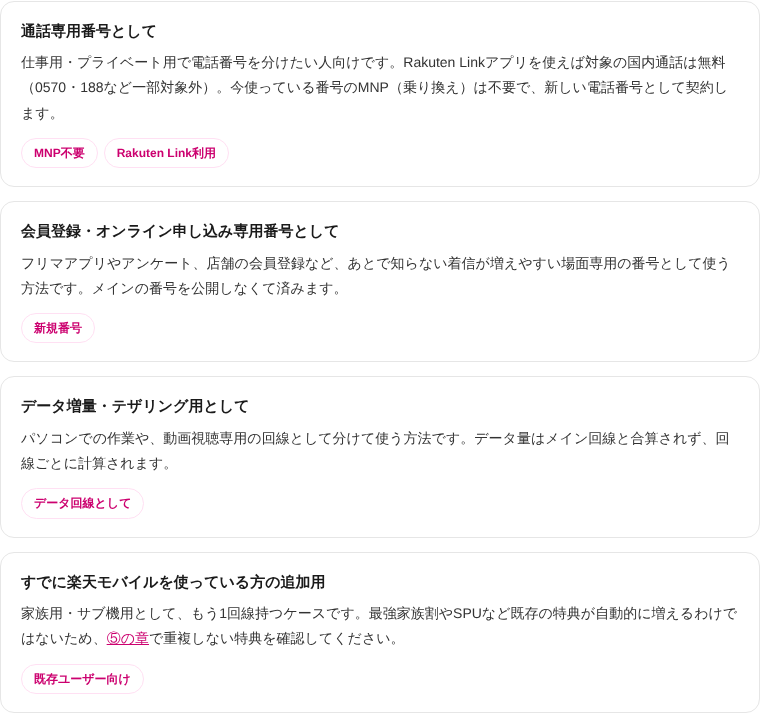 通話専用番号として
仕事用・プライベート用で電話番号を分けたい人向けです。Rakuten Linkアプリを使えば対象の国内通話は無料
（0570・188など一部対象外）。今使っている番号のMNP（乗り換え）は不要で、新しい電話番号として契約し
ます。
MNP不要 Rakuten Link利用
会員登録・オンライン申し込み専用番号として
フリマアプリやアンケート、店舗の会員登録など、あとで知らない着信が増えやすい場面専用の番号として使う
方法です。メインの番号を公開しなくて済みます。
新規番号
データ増量・テザリング用として
パソコンでの作業や、動画視聴専用の回線として分けて使う方法です。データ量はメイン回線と合算されず、回
線ごとに計算されます。
データ回線として
すでに楽天モバイルを使っている方の追加用
家族用・サブ機用として、もう1回線持つケースです。最強家族割やSPUなど既存の特典が自動的に増えるわけで
はないため、⑤の章で重複しない特典を確認してください。
既存ユーザー向け